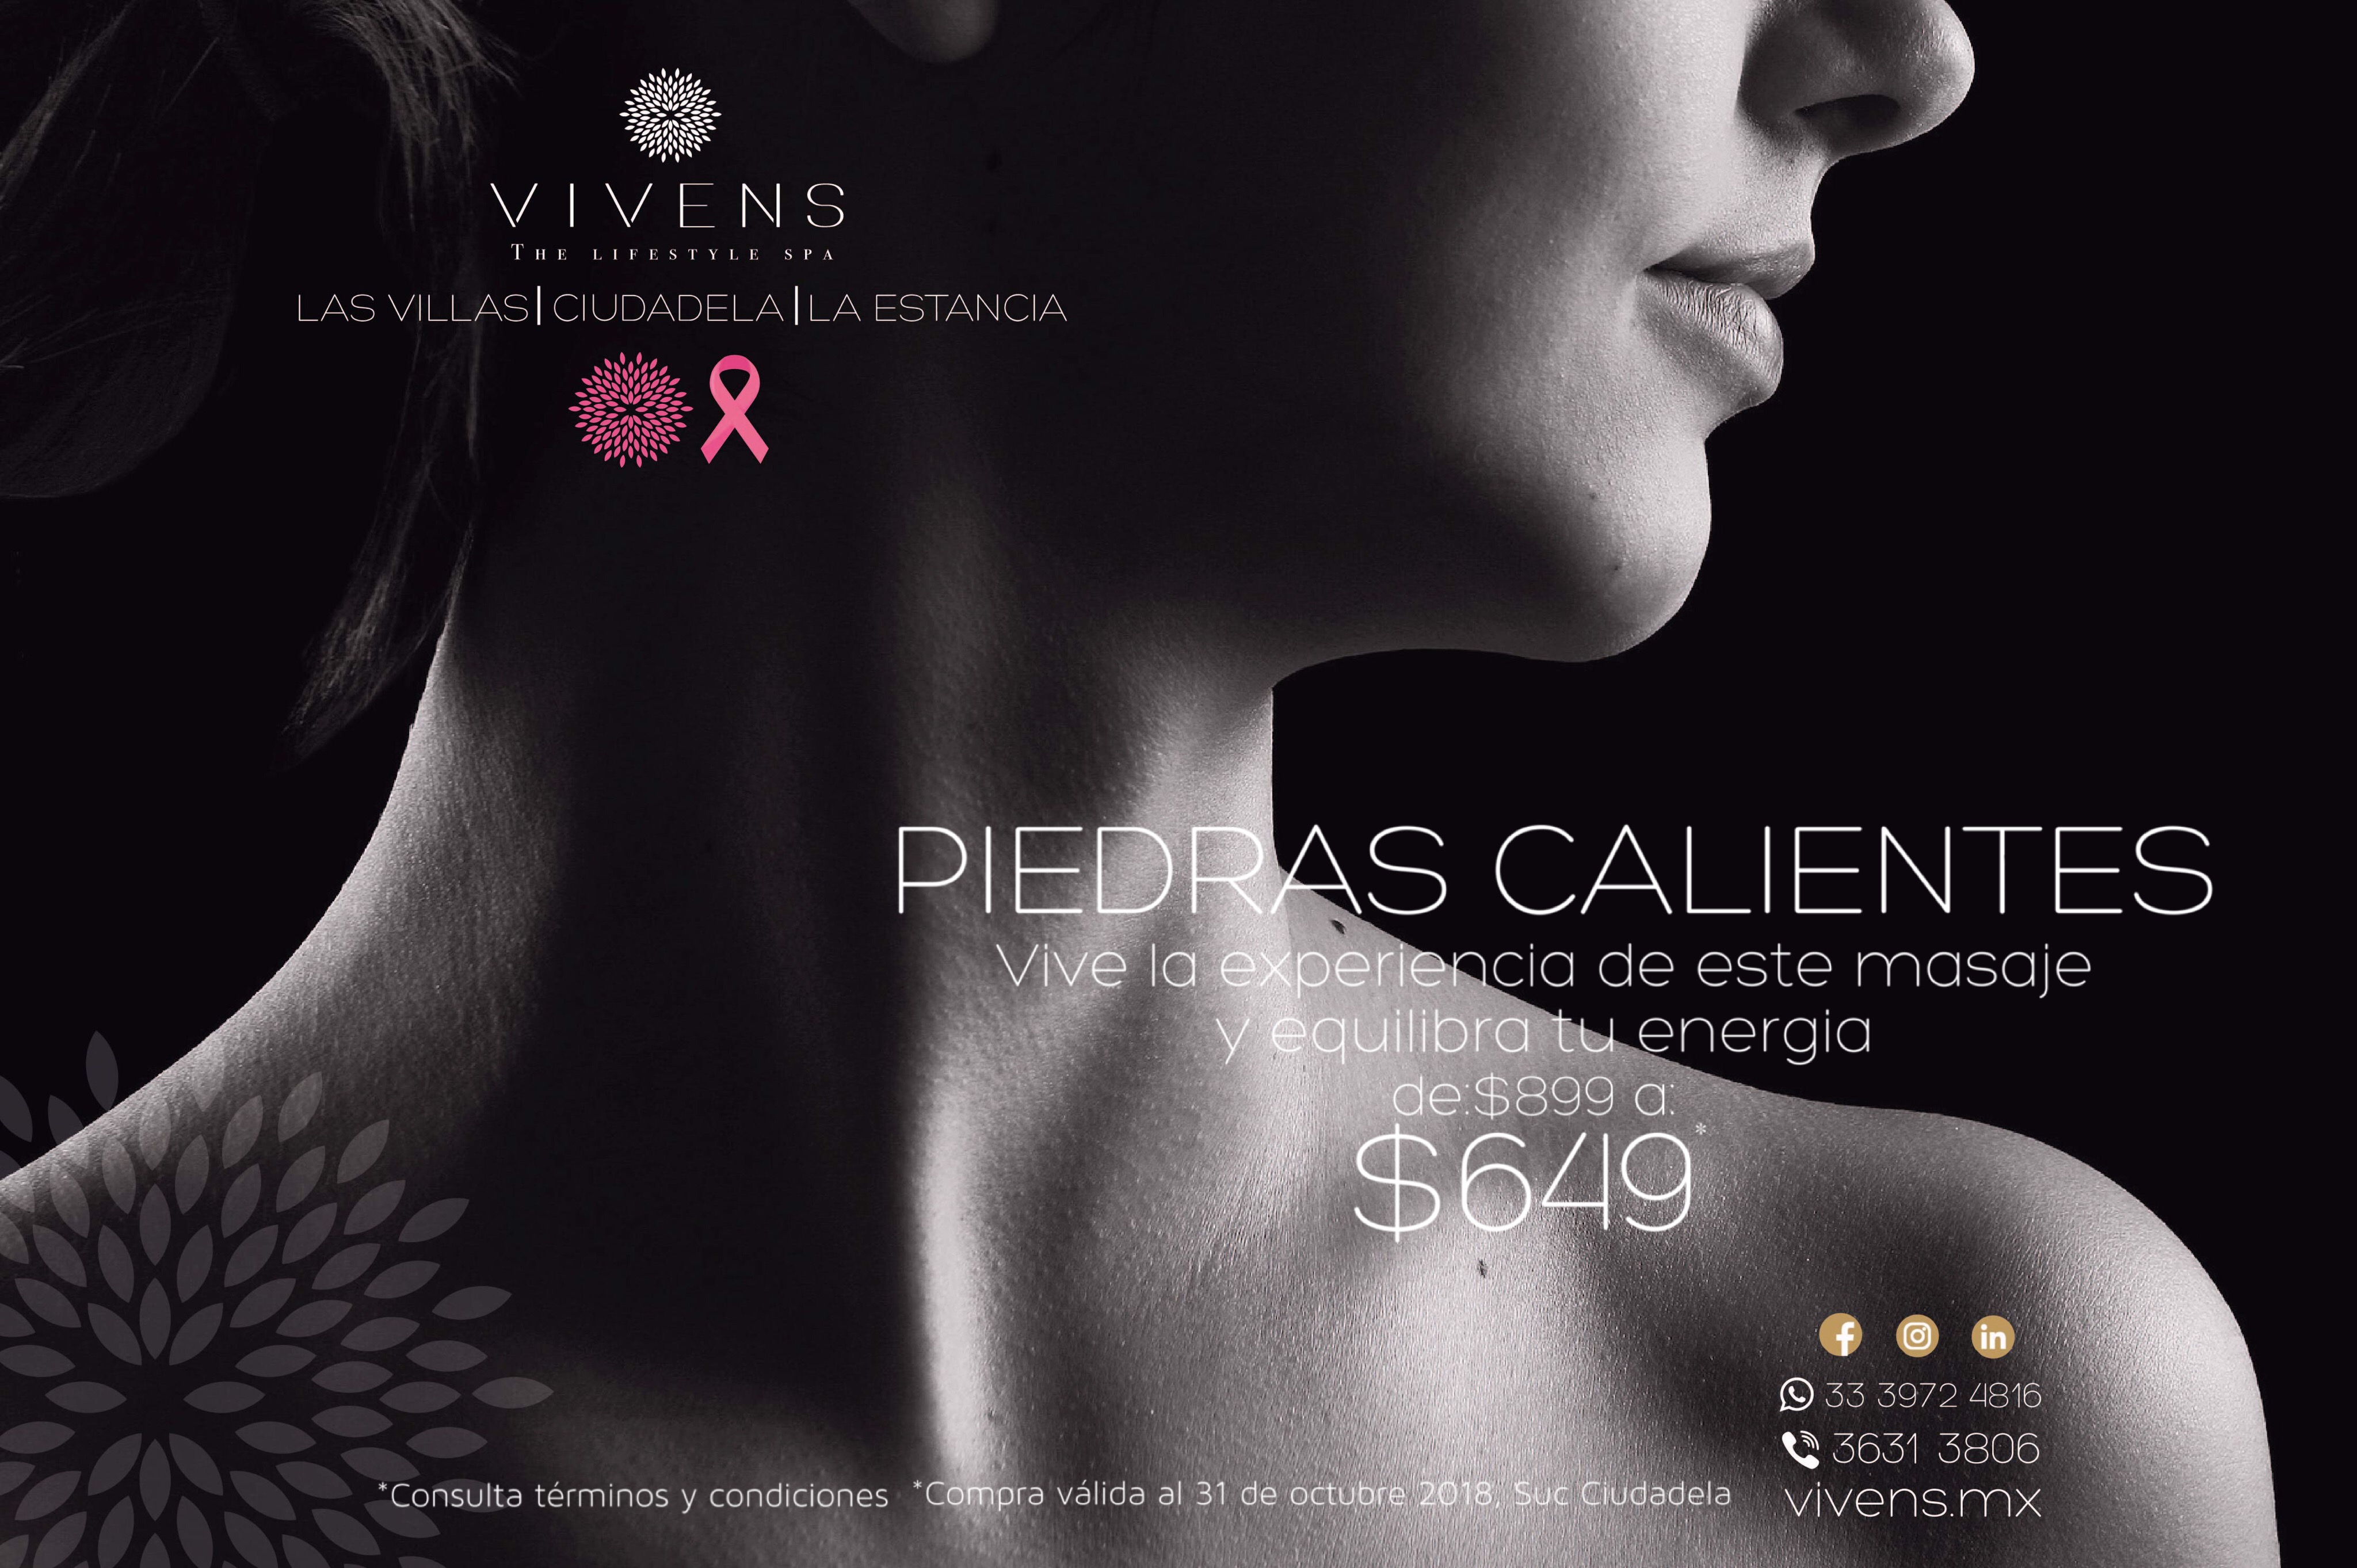 VIVENS
THE LIFESTYLE SPA
LAS VILLAS|CIUDADELA|LA ESTANCIA
PIEDRAS CALIENTES
Vive la experiencia de este masaje
y equilibra tu energia
de:$899 a:
$649*
33 3972 4816
3631 3806
vivens.mx
*Consulta términos y condiciones *Compra válida al 31 de octubre 2018, Suc Ciudadela